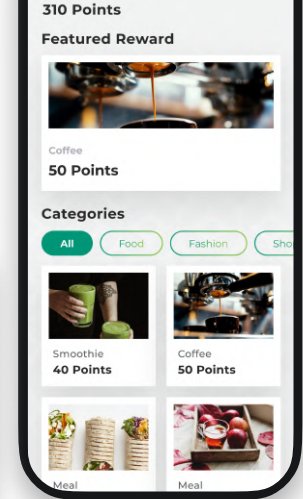 310 Points
Featured Reward
Coffee
50 Points
Categories
All Food Fashion Sho
Smoothie Coffee
40 Points 50 Points
Meal Meal